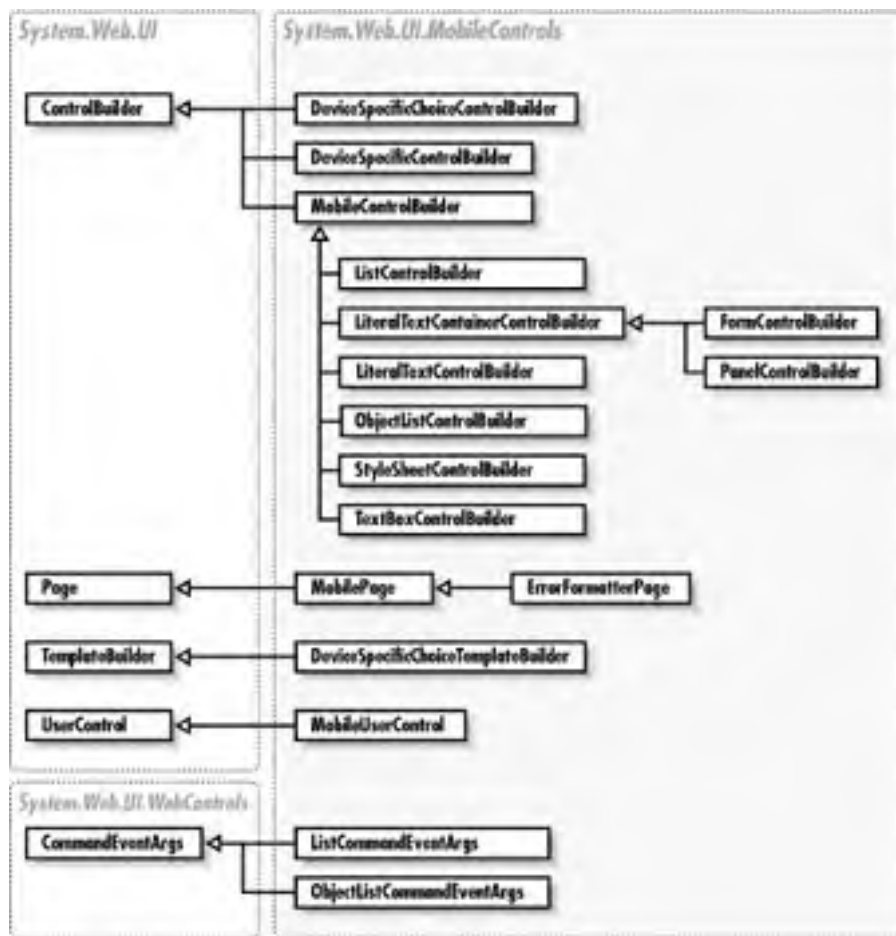 System.Web.UI
System.Web.UI.MobileControls
ControlBuilder
DeviceSpecificChoiceControlBuilder
DeviceSpecificControlBuilder
MobileControlBuilder
ListControlBuilder
LiteralTextContainerControlBuilder
FormControlBuilder
LiteralTextControlBuilder
PanelControlBuilder
ObjectListControlBuilder
StyleSheetControlBuilder
TextBoxControlBuilder
Page
MobilePage
ErrorFormatterPage
TemplateBuilder
DeviceSpecificChoiceTemplateBuilder
UserControl
MobileUserControl
System.Web.UI.WebControls
CommandEventArgs
ListCommandEventArgs
ObjectListCommandEventArgs